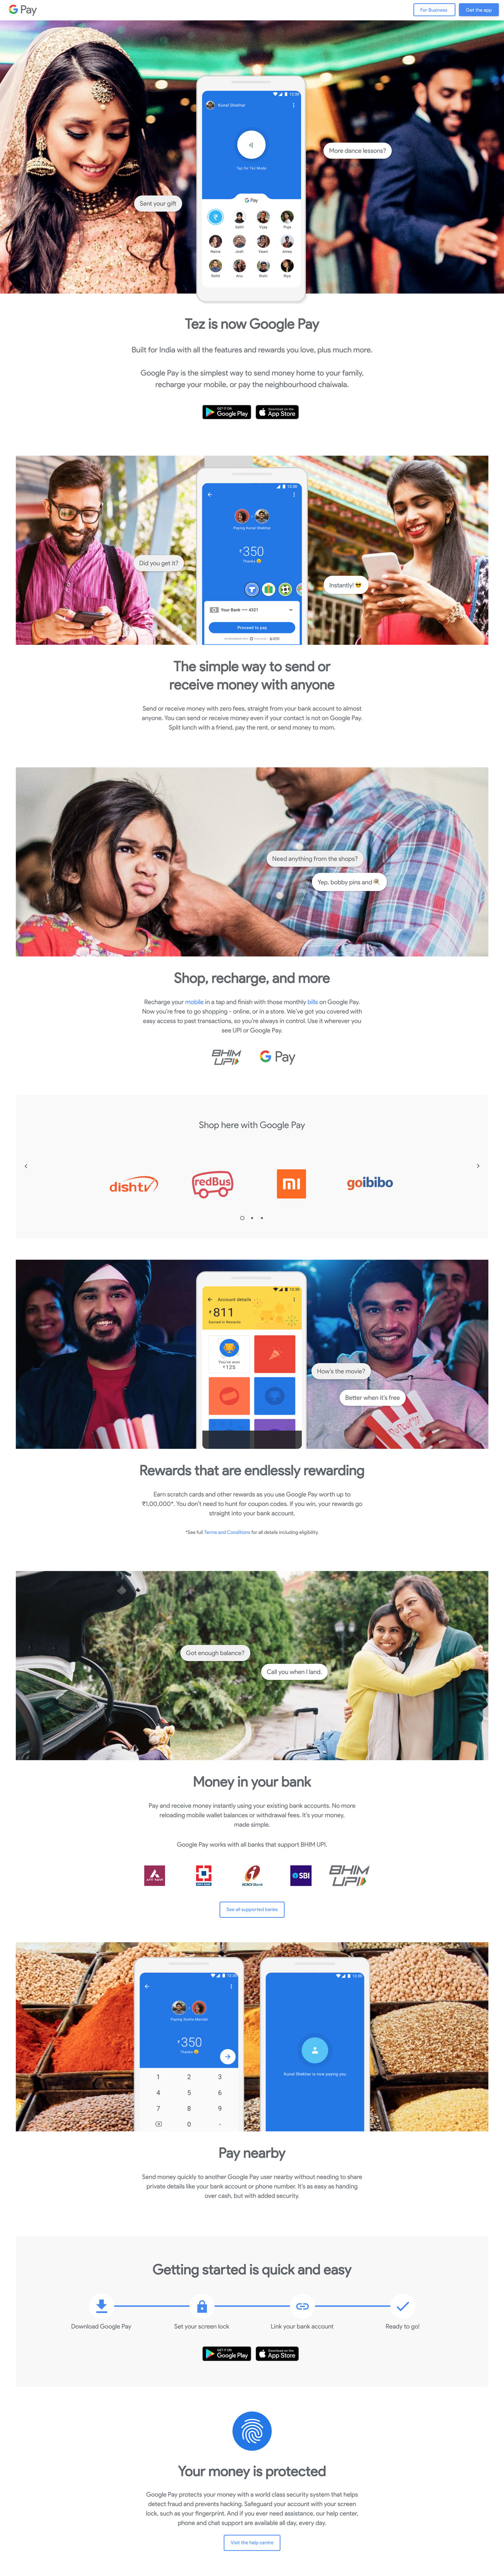 G Pay
For Business
Get the app
12:30
Kunal Shekhar
Tap for Tez Mode
G Pay
Sahil
Vijay
Puja
Naina
Josh
Vasant
Amey
Rohit
Anu
Rishi
Riya
Sent your gift
More dance lessons?
Tez is now Google Pay
Built for India with all the features and rewards you love, plus much more.
Google Pay is the simplest way to send money home to your family,
recharge your mobile, or pay the neighbourhood chaiwala.
GET IT ON
Google Play
Download on the
App Store
12:30
Paying Kunal Shekhar
₹350
Thanks 😀
Your Bank •••• 4321
Proceed to pay
Did you get it?
Instantly! 😎
The simple way to send or
receive money with anyone
Send or receive money with zero fees, straight from your bank account to almost
anyone. You can send or receive money even if your contact is not on Google Pay.
Split lunch with a friend, pay the rent, or send money to mom.
Need anything from the shops?
Yep, bobby pins and 🍭
Shop, recharge, and more
Recharge your mobile in a tap and finish with those monthly bills on Google Pay.
Now you're free to go shopping - online, or in a store. We've got you covered with
easy access to past transactions, so you're always in control. Use it wherever you
see UPI or Google Pay.
BHIM
UPI
G Pay
Shop here with Google Pay
dishtv
redBus
mi
goibibo
12:30
Account details
₹811
Earned in Rewards
You've won
₹125
How's the movie?
Better when it's free
Rewards that are endlessly rewarding
Earn scratch cards and other rewards as you use Google Pay worth up to
₹1,00,000*. You don't need to hunt for coupon codes. If you win, your rewards go
straight into your bank account.
*See full Terms and Conditions for all details including eligibility.
Got enough balance?
Call you when I land.
Money in your bank
Pay and receive money instantly using your existing bank accounts. No more
reloading mobile wallet balances or withdrawal fees. It's your money,
made simple.
Google Pay works with all banks that support BHIM UPI.
AXIS BANK
HDFC BANK
ICICI Bank
SBI
BHIM
UPI
See all supported banks
12:30
₹350
Thanks 😀
1 2 3
4 5 6
7 8 9
0 .
12:30
Kunal Shekhar is now paying you
Pay nearby
Send money quickly to another Google Pay user nearby without needing to share
private details like your bank account or phone number. It's as easy as handing
over cash, but with added security.
Getting started is quick and easy
Download Google Pay
Set your screen lock
Link your bank account
Ready to go!
GET IT ON
Google Play
Download on the
App Store
Your money is protected
Google Pay protects your money with a world class security system that helps
detect fraud and prevents hacking. Safeguard your account with your screen
lock, such as your fingerprint. And if you ever need assistance, our help center,
phone and chat support are available all day, every day.
Visit the help centre